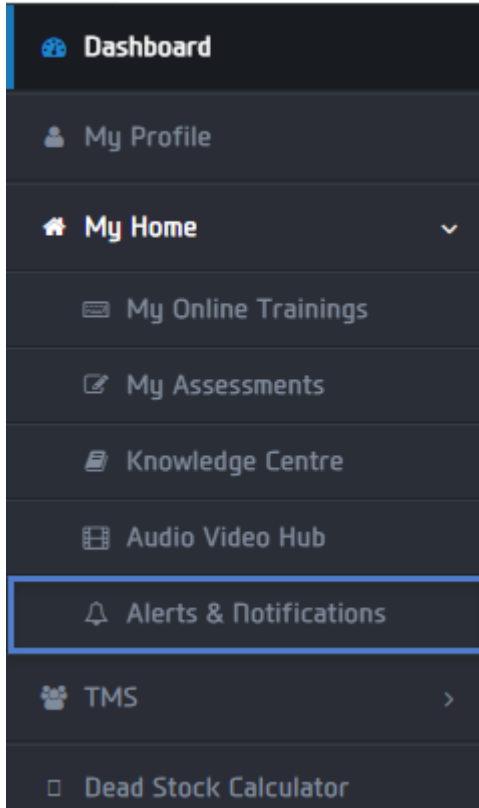 Dashboard
My Profile
My Home
My Online Trainings
My Assessments
Knowledge Centre
Audio Video Hub
Alerts & Notifications
TMS
Dead Stock Calculator